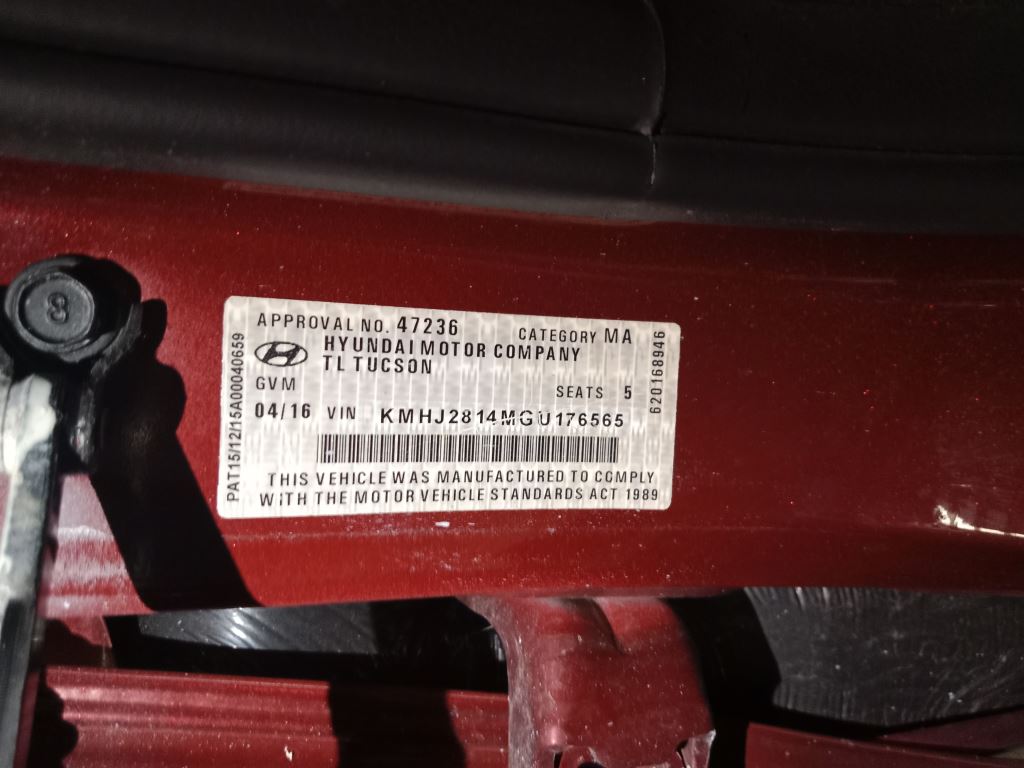 8
APPROVAL NO. 47236 CATEGORY MA
HYUNDAI MOTOR COMPANY
TL TUCSON
GVM SEATS 5
04/16 VIN KMHJ2814MGU176565
THIS VEHICLE WAS MANUFACTURED TO COMPLY
WITH THE MOTOR VEHICLE STANDARDS ACT 1989
PAT15/12/15A00040659
620168946